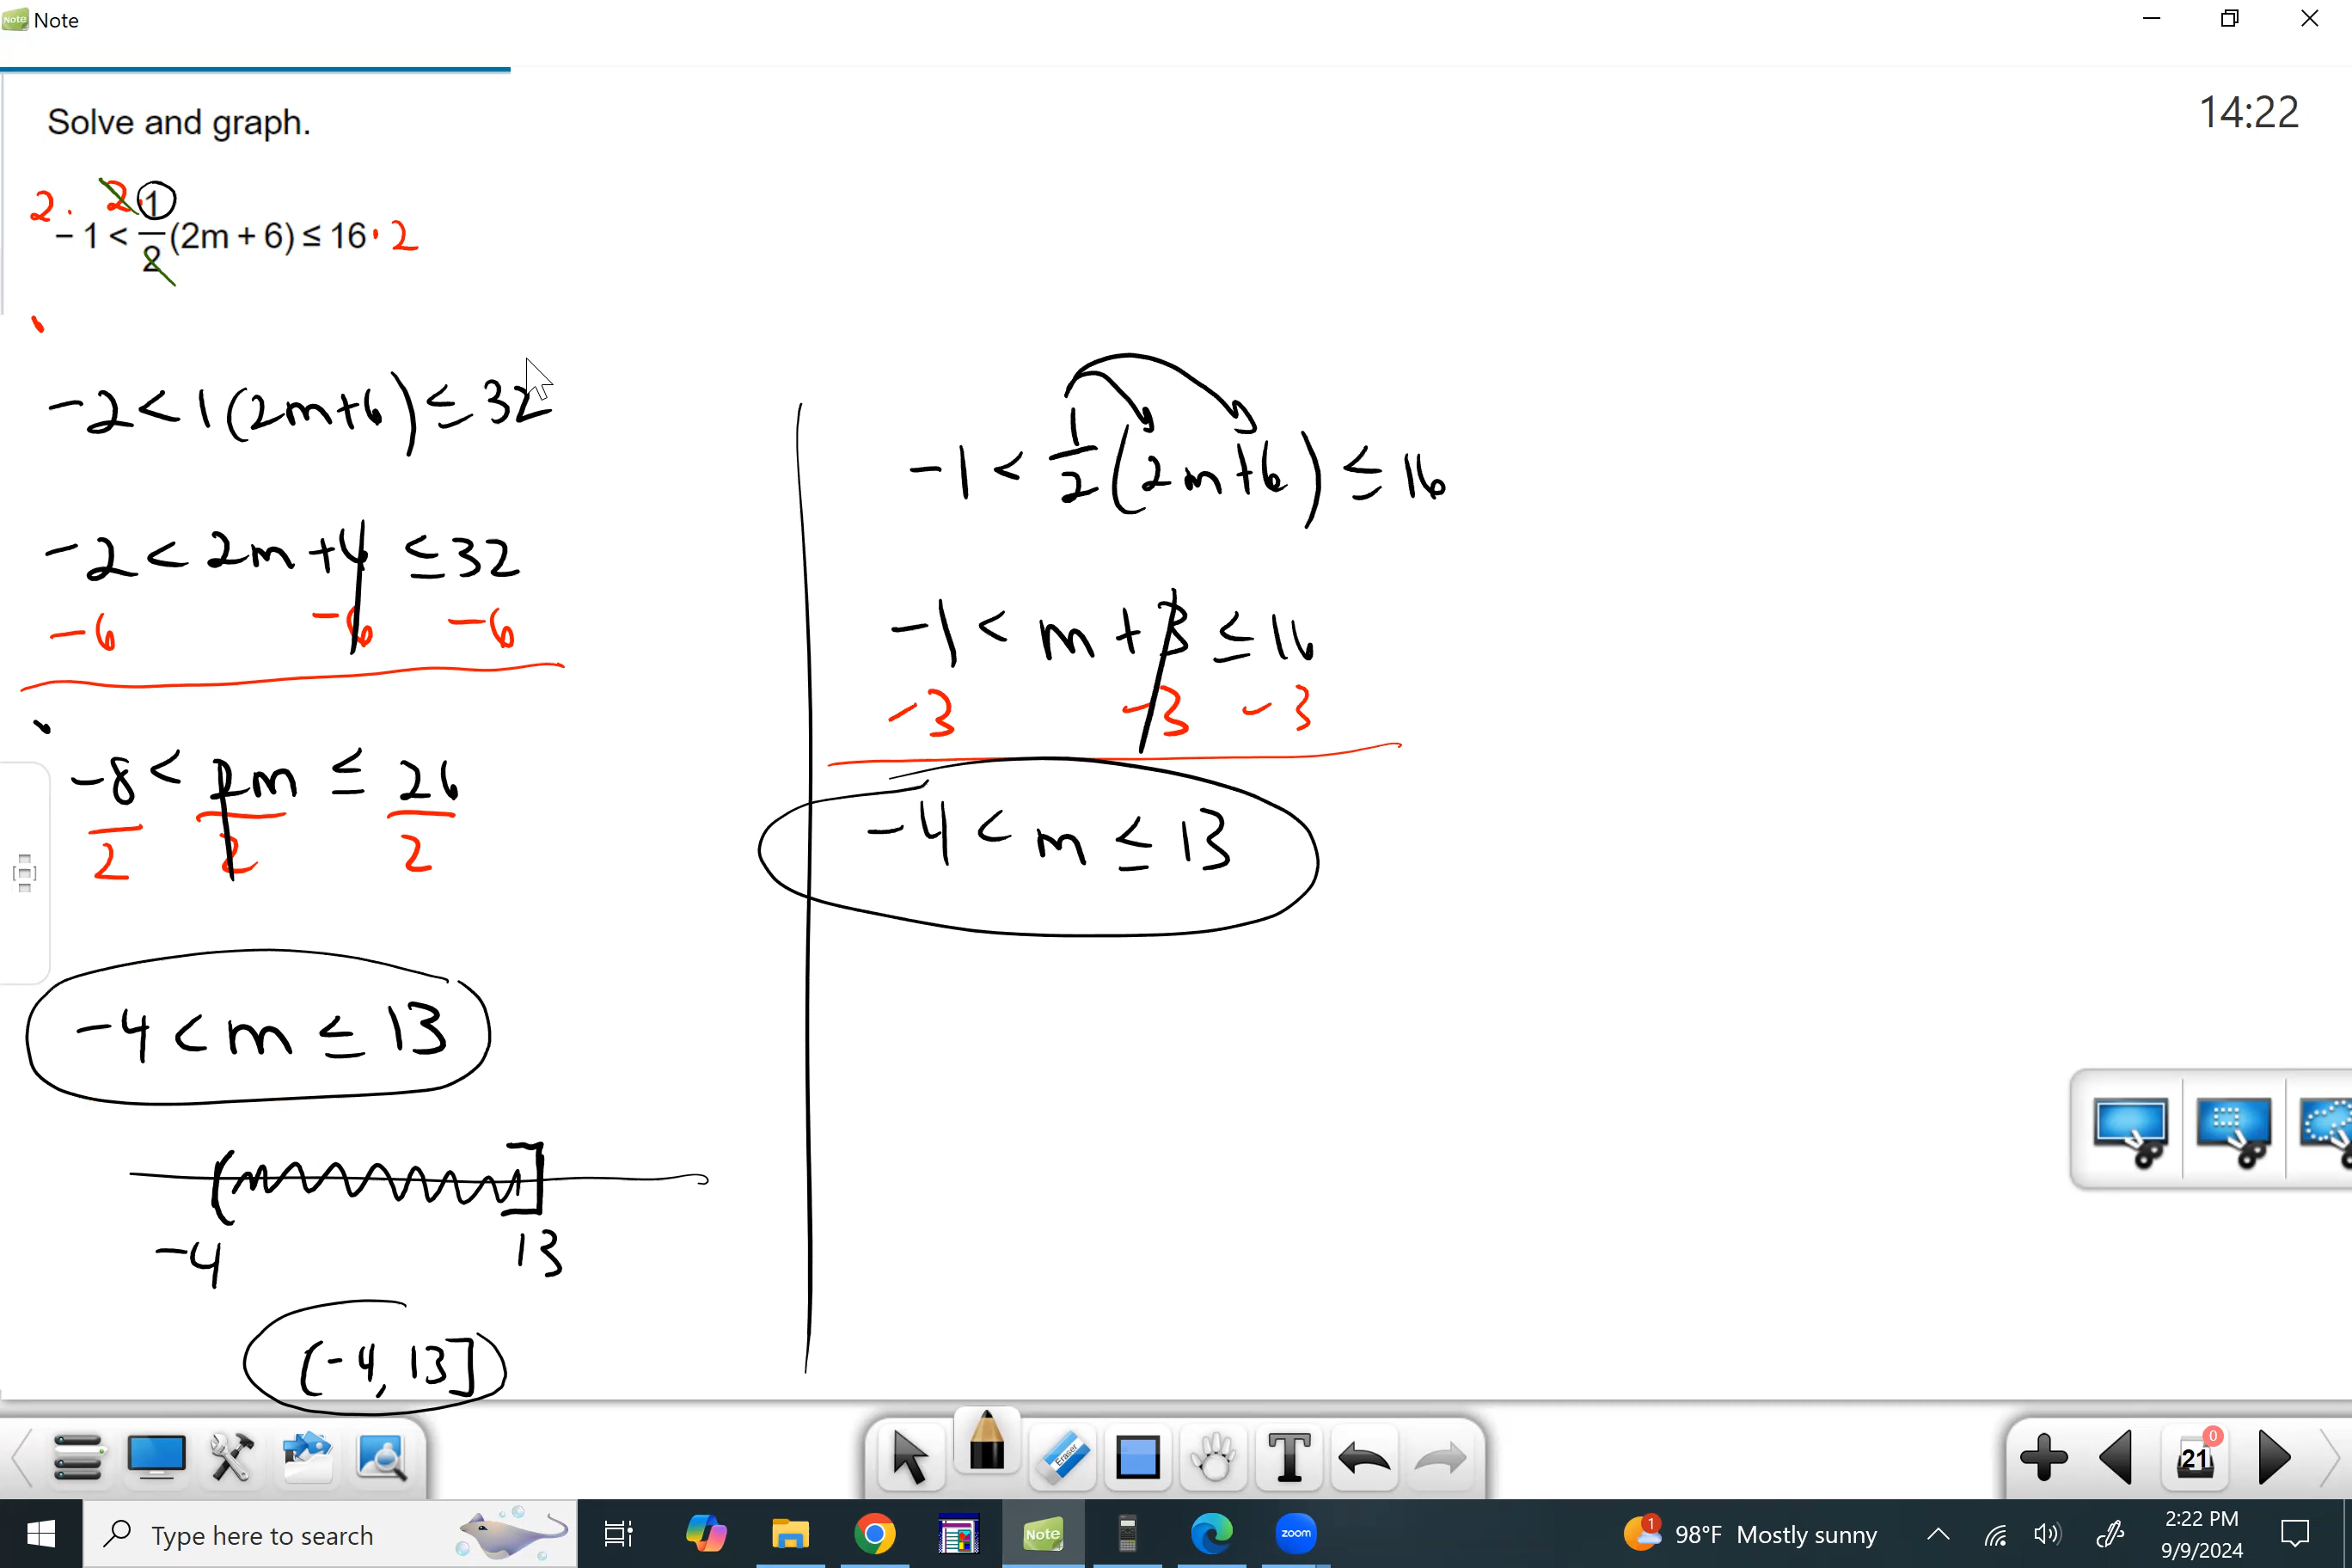 Note
Solve and graph.
14:22
2· 2· 1
− 1 < 1/2 (2m + 6) ≤ 16 · 2
-2 < 1(2m+6) ≤ 32
-2 < 2m +6 ≤ 32
-6 -6 -6
-8 < 2m ≤ 26
2 2 2
-4 < m ≤ 13
-4 13
(-4, 13]
-1 < 1/2 (2m+6) ≤ 16
-1 < m + 3 ≤ 16
-3 -3 -3
-4 < m ≤ 13
Eraser
T
21
0
Type here to search
Note
zoom
1
98°F Mostly sunny
2:22 PM
9/9/2024